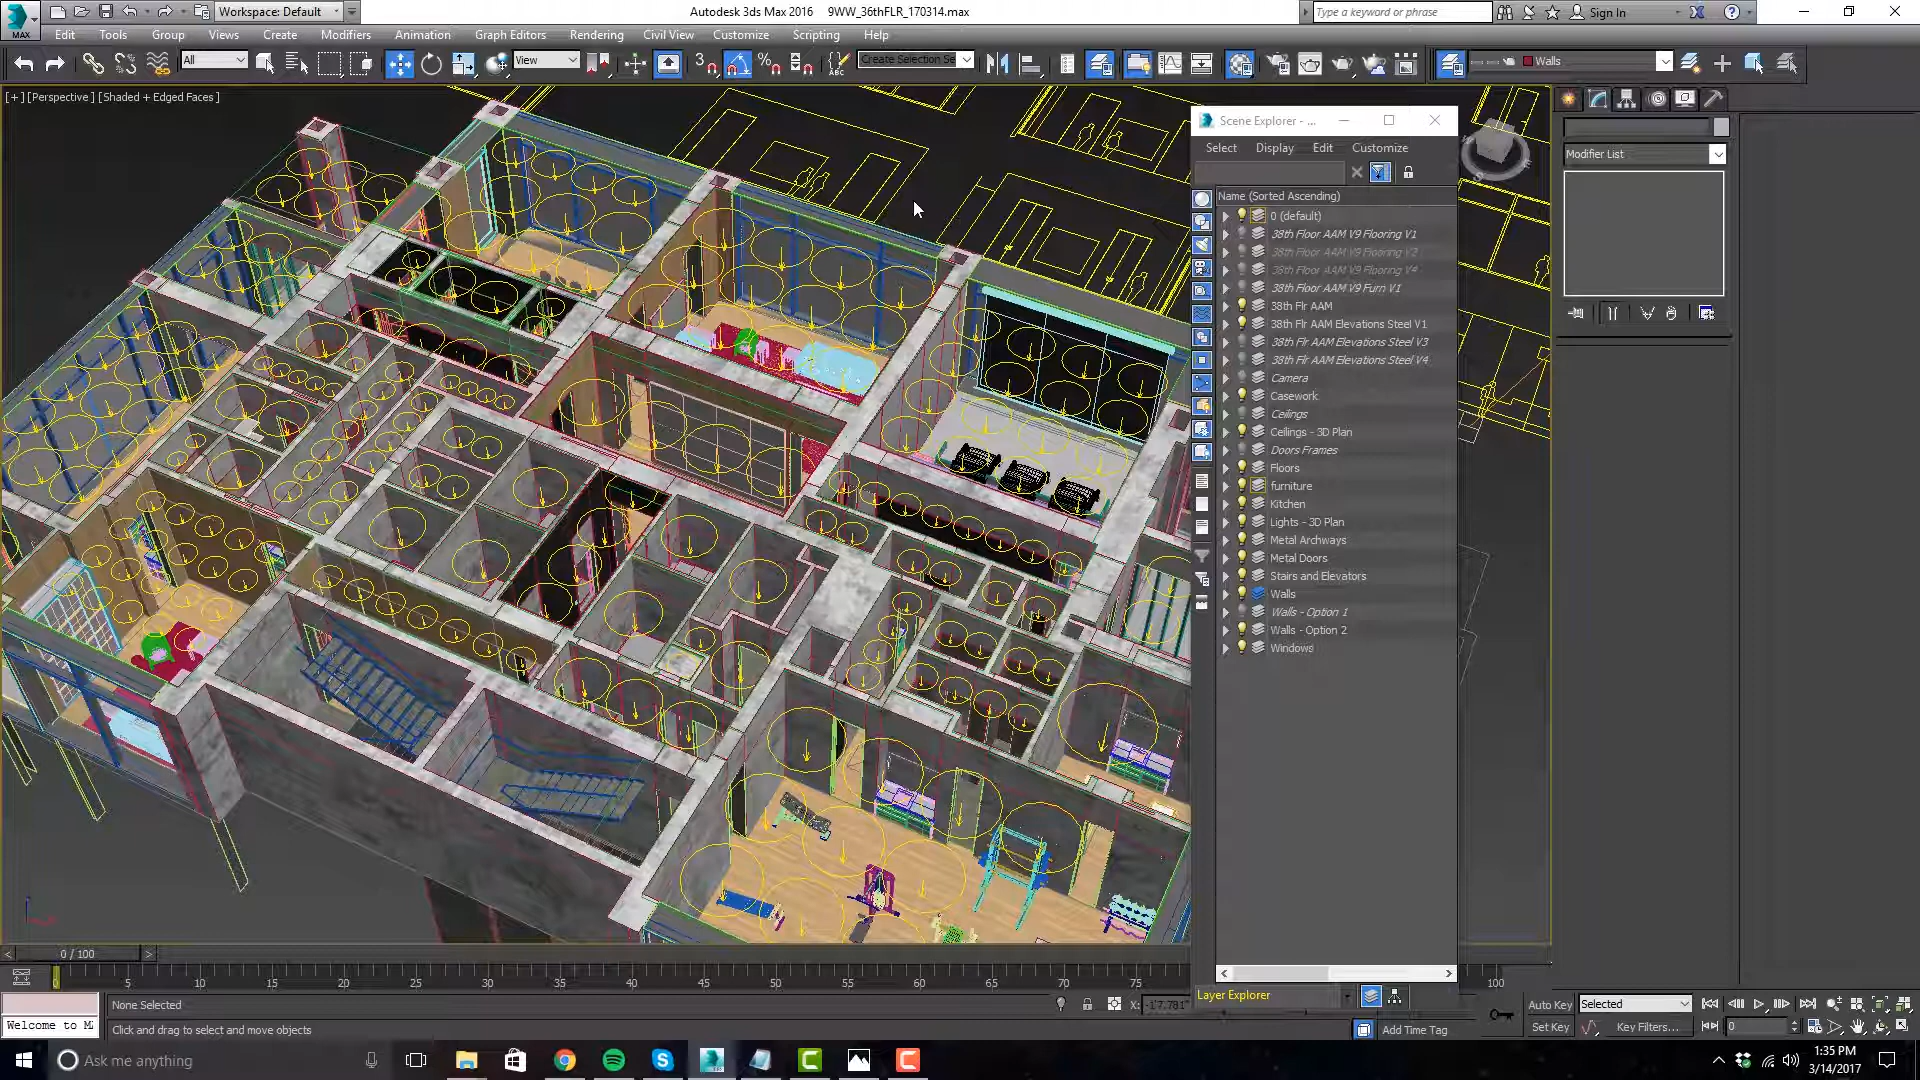 Workspace: Default
Autodesk 3ds Max 2016 9WW_36thFLR_170314.max
Type a keyword or phrase
Sign In
MAX
Edit Tools Group Views Create Modifiers Animation Graph Editors Rendering Civil View Customize Scripting Help
All
View
Create Selection Se
Walls
[+] [Perspective] [Shaded + Edged Faces]
Scene Explorer - ...
Select Display Edit Customize
Name (Sorted Ascending)
0 (default)
38th Floor AAM V9 Flooring V1
38th Floor AAM V9 Flooring V2
38th Floor AAM V9 Flooring V4
38th Floor AAM V9 Furn V1
38th Flr AAM
38th Flr AAM Elevations Steel V1
38th Flr AAM Elevations Steel V3
38th Flr AAM Elevations Steel V4
Camera
Casework
Ceilings
Ceilings - 3D Plan
Doors Frames
Floors
furniture
Kitchen
Lights - 3D Plan
Metal Archways
Metal Doors
Stairs and Elevators
Walls
Walls - Option 1
Walls - Option 2
Windows
Layer Explorer
Modifier List
0 / 100
0 5 10 15 20 25 30 35 40 45 50 55 60 65 70 75 100
None Selected
X: -17.781"
Welcome to M
Click and drag to select and move objects
Add Time Tag
Auto Key Selected
Set Key Key Filters... 0
Ask me anything
1:35 PM
3/14/2017